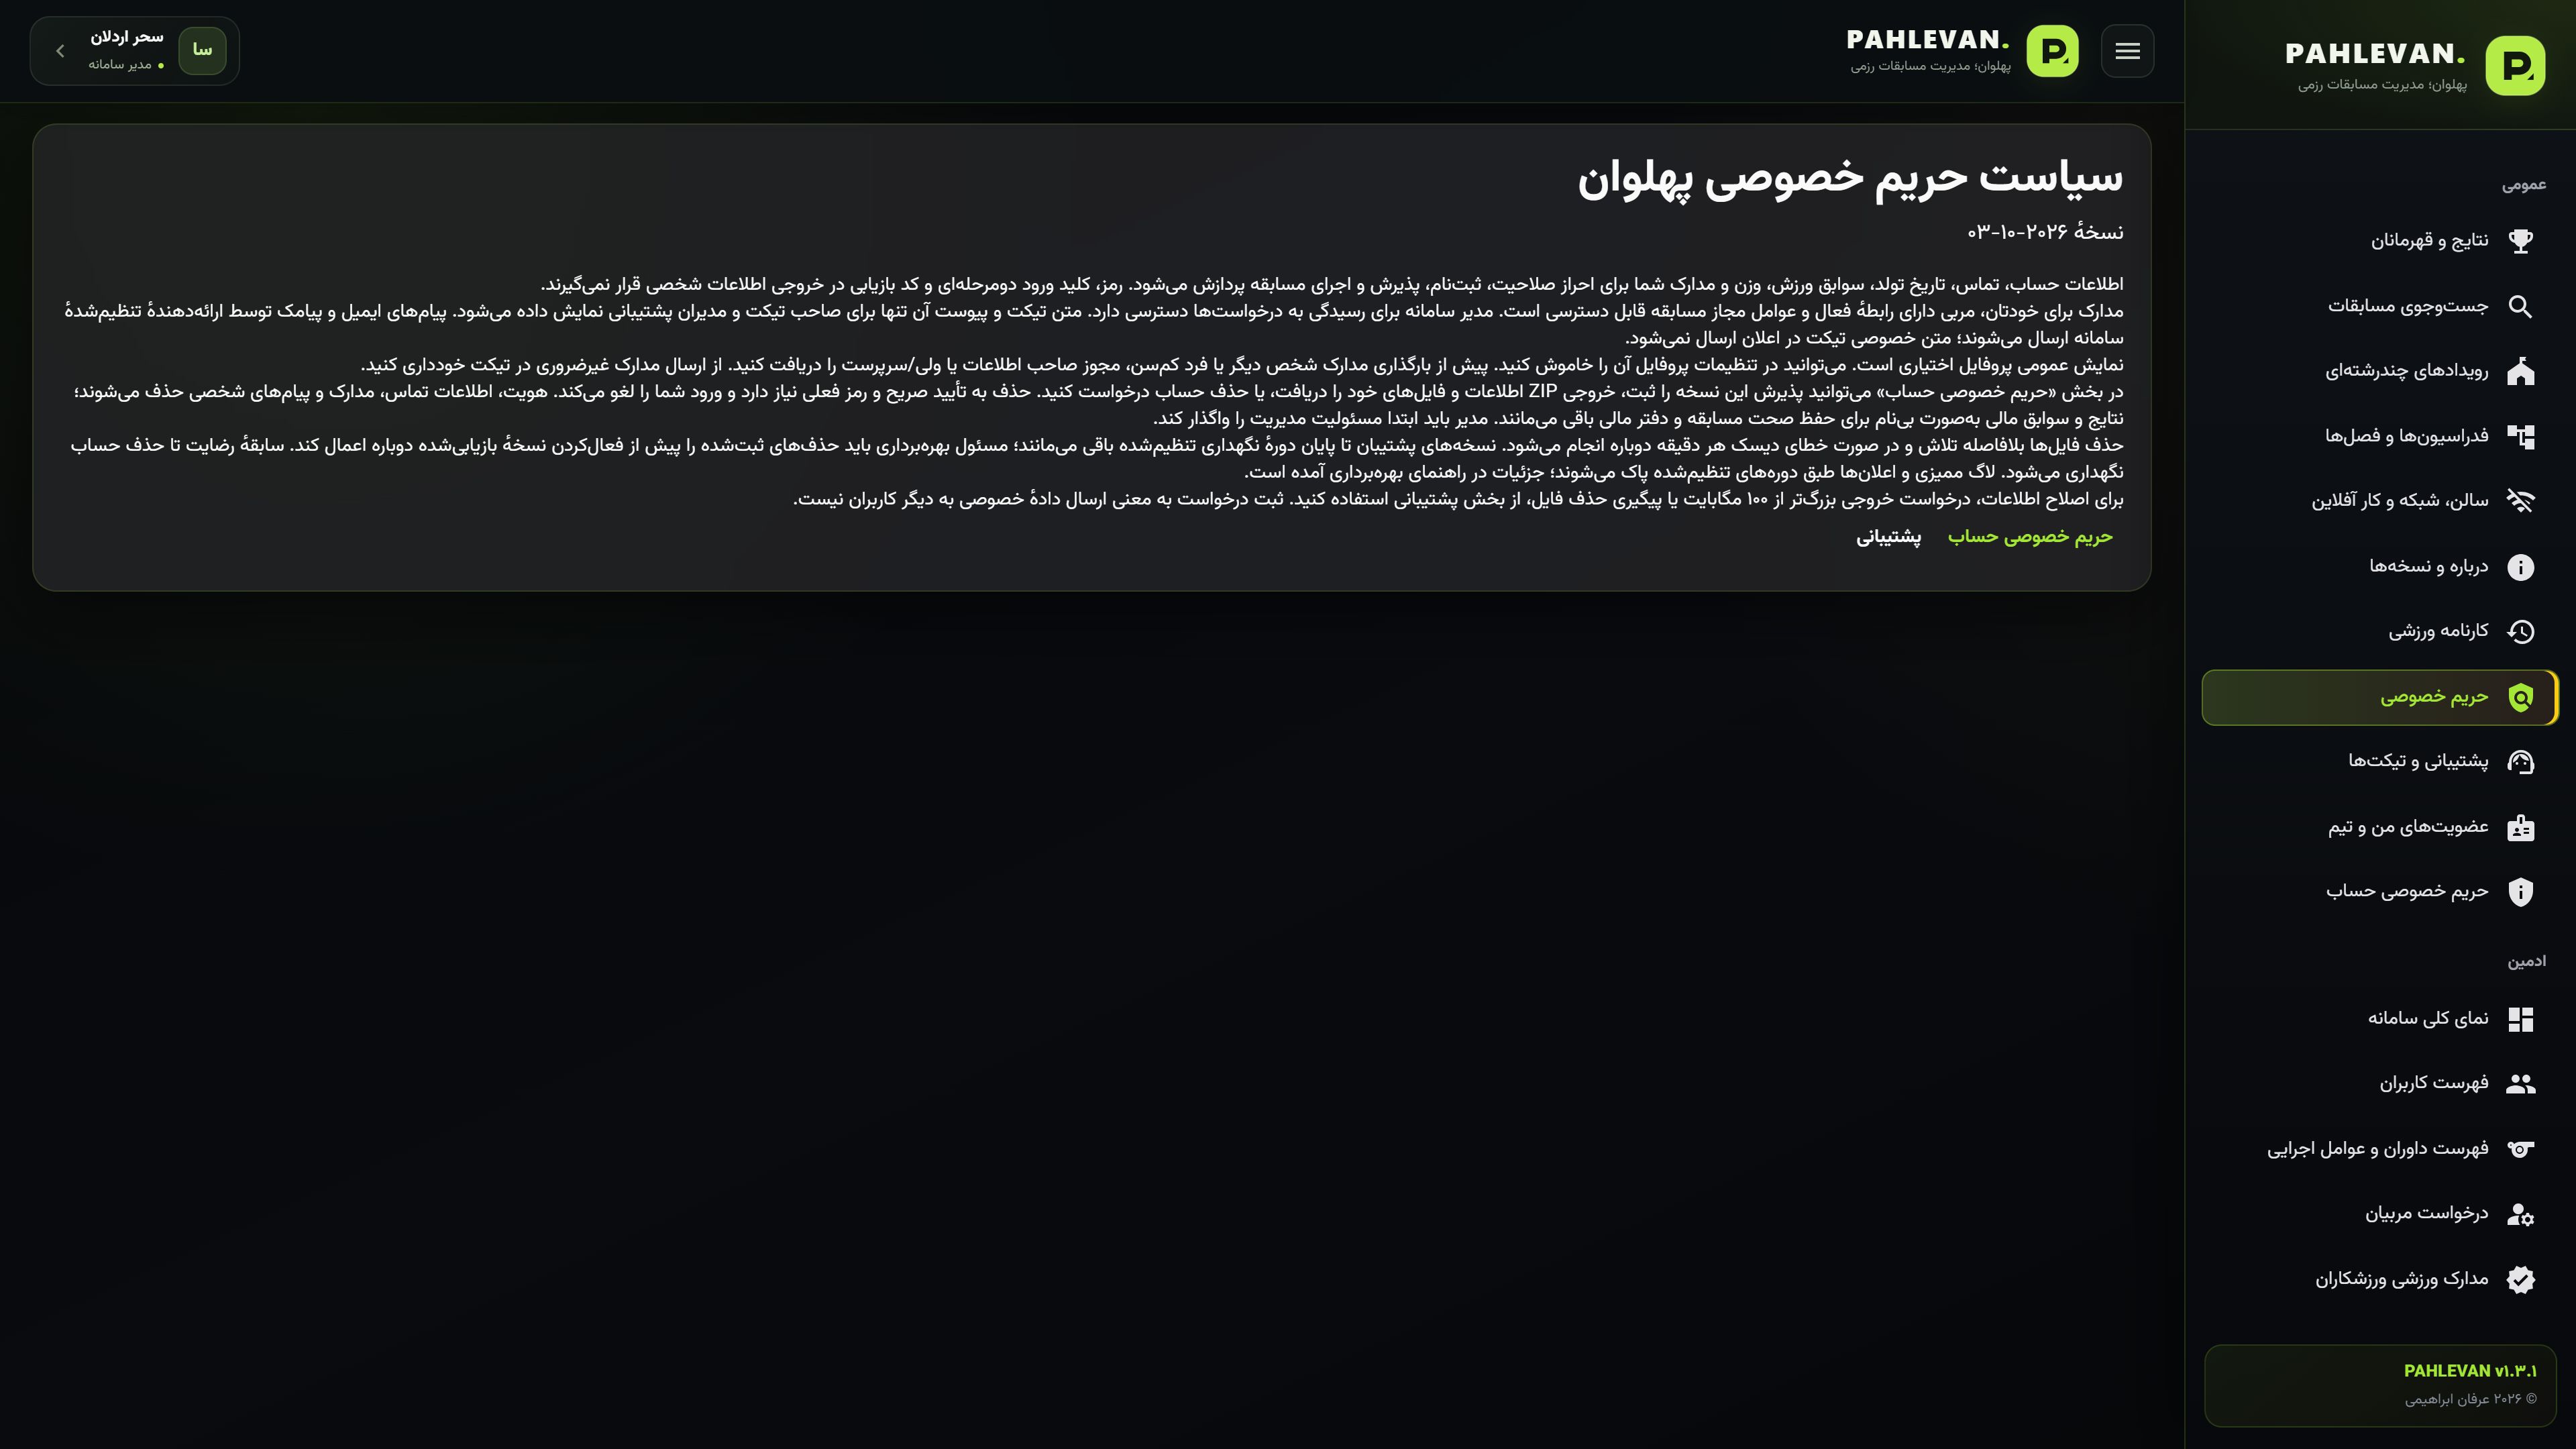 PAHLEVAN.
پهلوان؛ مدیریت مسابقات رزمی
عمومی
نتایج و قهرمانان
جست‌وجوی مسابقات
رویدادهای چندرشته‌ای
فدراسیون‌ها و فصل‌ها
سالن، شبکه و کار آفلاین
درباره و نسخه‌ها
کارنامه ورزشی
حریم خصوصی
پشتیبانی و تیکت‌ها
عضویت‌های من و تیم
حریم خصوصی حساب
ادمین
نمای کلی سامانه
فهرست کاربران
فهرست داوران و عوامل اجرایی
درخواست مربیان
مدارک ورزشی ورزشکاران
PAHLEVAN v۱.۳.۱
© ۲۰۲۶ عرفان ابراهیمی
PAHLEVAN.
پهلوان؛ مدیریت مسابقات رزمی
سا
سحر اردلان
مدیر سامانه
سیاست حریم خصوصی پهلوان
نسخهٔ ۲۰۲۶-۱۰-۰۳
اطلاعات حساب، تماس، تاریخ تولد، سوابق ورزش، وزن و مدارک شما برای احراز صلاحیت، ثبت‌نام، پذیرش و اجرای مسابقه پردازش می‌شود. رمز، کلید ورود دومرحله‌ای و کد بازیابی در خروجی اطلاعات شخصی قرار نمی‌گیرند.
مدارک برای خودتان، مربی دارای رابطهٔ فعال و عوامل مجاز مسابقه قابل دسترسی است. مدیر سامانه برای رسیدگی به درخواست‌ها دسترسی دارد. متن تیکت و پیوست آن تنها برای صاحب تیکت و مدیران پشتیبانی نمایش داده می‌شود. پیام‌های ایمیل و پیامک توسط ارائه‌دهندهٔ تنظیم‌شدهٔ
سامانه ارسال می‌شوند؛ متن خصوصی تیکت در اعلان ارسال نمی‌شود.
نمایش عمومی پروفایل اختیاری است. می‌توانید در تنظیمات پروفایل آن را خاموش کنید. پیش از بارگذاری مدارک شخص دیگر یا فرد کم‌سن، مجوز صاحب اطلاعات یا ولی/سرپرست را دریافت کنید. از ارسال مدارک غیرضروری در تیکت خودداری کنید.
در بخش «حریم خصوصی حساب» می‌توانید پذیرش این نسخه را ثبت، خروجی ZIP اطلاعات و فایل‌های خود را دریافت، یا حذف حساب درخواست کنید. حذف به تأیید صریح و رمز فعلی نیاز دارد و ورود شما را لغو می‌کند. هویت، اطلاعات تماس، مدارک و پیام‌های شخصی حذف می‌شوند؛
نتایج و سوابق مالی به‌صورت بی‌نام برای حفظ صحت مسابقه و دفتر مالی باقی می‌مانند. مدیر باید ابتدا مسئولیت مدیریت را واگذار کند.
حذف فایل‌ها بلافاصله تلاش و در صورت خطای دیسک هر دقیقه دوباره انجام می‌شود. نسخه‌های پشتیبان تا پایان دورهٔ نگهداری تنظیم‌شده باقی می‌مانند؛ مسئول بهره‌برداری باید حذف‌های ثبت‌شده را پیش از فعال‌کردن نسخهٔ بازیابی‌شده دوباره اعمال کند. سابقهٔ رضایت تا حذف حساب
نگهداری می‌شود. لاگ ممیزی و اعلان‌ها طبق دوره‌های تنظیم‌شده پاک می‌شوند؛ جزئیات در راهنمای بهره‌برداری آمده است.
برای اصلاح اطلاعات، درخواست خروجی بزرگ‌تر از ۱۰۰ مگابایت یا پیگیری حذف فایل، از بخش پشتیبانی استفاده کنید. ثبت درخواست به معنی ارسال دادهٔ خصوصی به دیگر کاربران نیست.
حریم خصوصی حساب
پشتیبانی